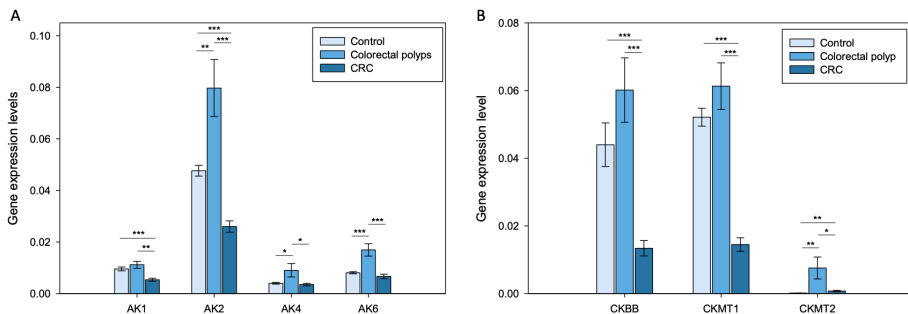 A
Gene expression levels
0.10
0.08
0.06
0.04
0.02
0.00
Control
Colorectal polyps
CRC
***
**
***
**
***
***
*
*
***
***
AK1 AK2 AK4 AK6
B
Gene expression level
0.08
0.06
0.04
0.02
0.00
Control
Colorectal polyp
CRC
***
***
***
***
**
*
**
CKBB CKMT1 CKMT2